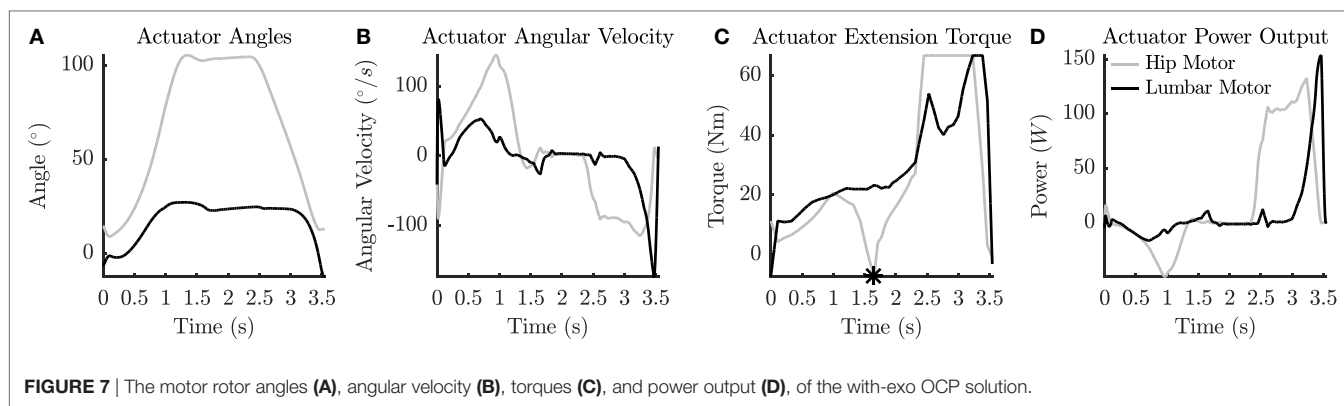 A
Actuator Angles
100
50
0
Angle (°)
0 0.5 1 1.5 2 2.5 3 3.5
Time (s)
B
Actuator Angular Velocity
100
0
-100
Angular Velocity (°/s)
0 0.5 1 1.5 2 2.5 3 3.5
Time (s)
C
Actuator Extension Torque
60
40
20
0
Torque (Nm)
0 0.5 1 1.5 2 2.5 3 3.5
Time (s)
D
Actuator Power Output
150
100
50
0
Power (W)
Hip Motor
Lumbar Motor
0 0.5 1 1.5 2 2.5 3 3.5
Time (s)
FIGURE 7 | The motor rotor angles (A), angular velocity (B), torques (C), and power output (D), of the with-exo OCP solution.